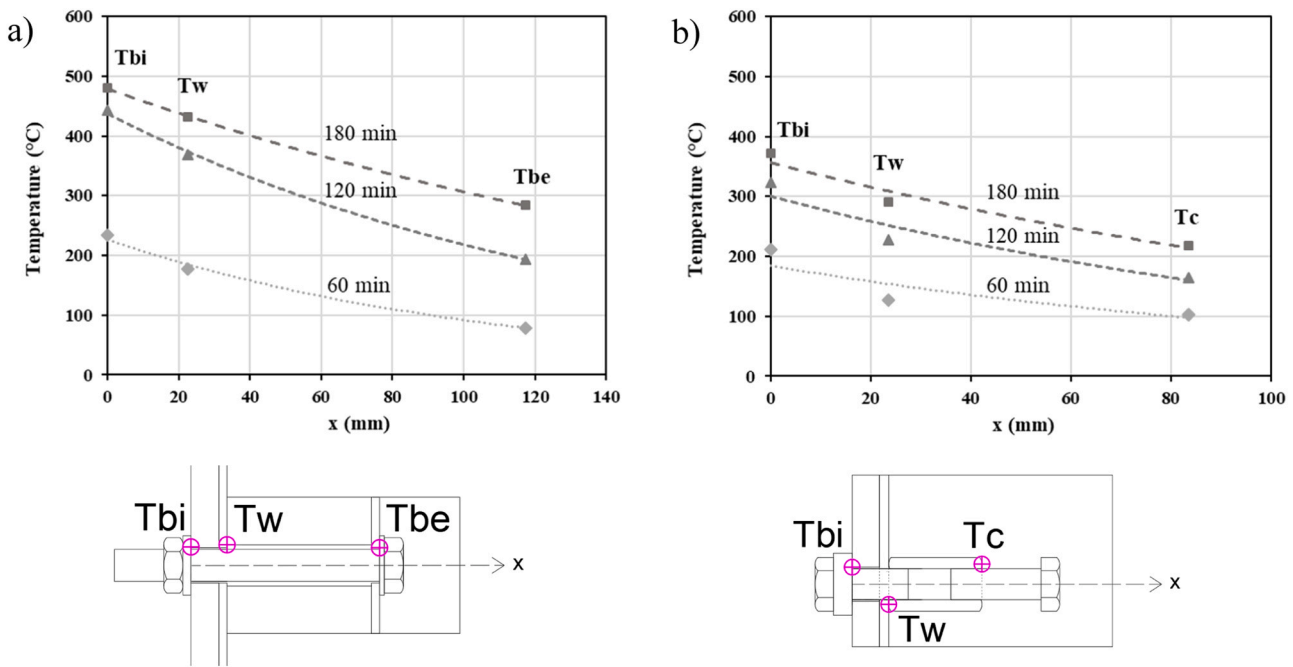 a)
600
500
400
300
200
100
0
Temperature (°C)
Tbi
Tw
Tbe
180 min
120 min
60 min
0 20 40 60 80 100 120 140
x (mm)
Tbi
Tw
Tbe
x
b)
600
500
400
300
200
100
0
Temperature (°C)
Tbi
Tw
Tc
180 min
120 min
60 min
0 20 40 60 80 100
x (mm)
Tbi
Tc
Tw
x